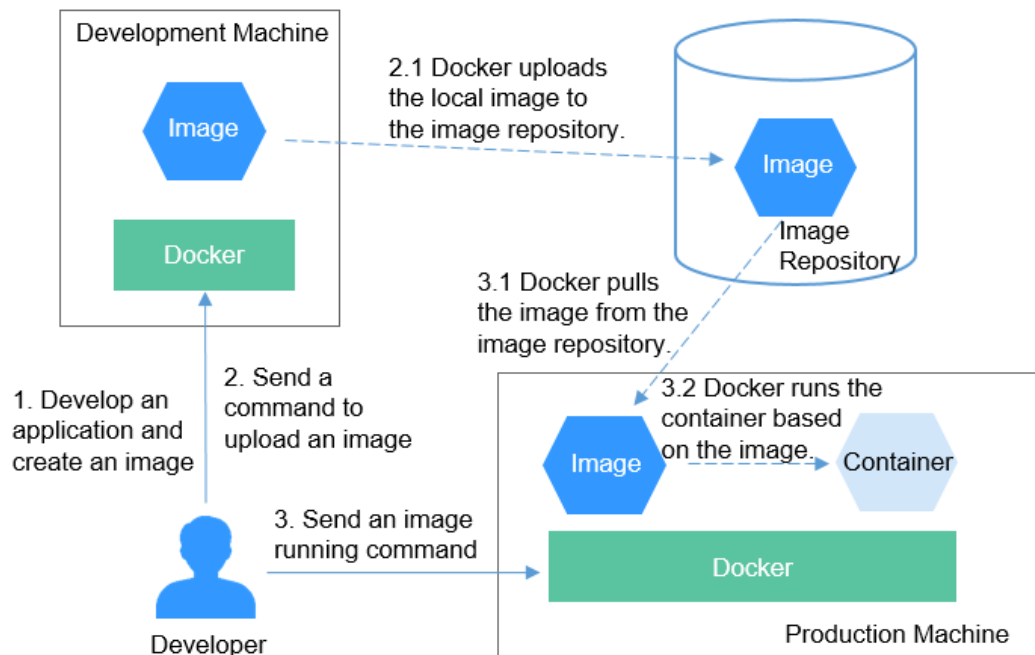 Development Machine
Image
Docker
2.1 Docker uploads
the local image to
the image repository.
Image
Image
Repository
3.1 Docker pulls
the image from the
image repository.
1. Develop an
application and
create an image
2. Send a
command to
upload an image
3. Send an image
running command
Developer
3.2 Docker runs the
container based
on the image.
Image
Container
Docker
Production Machine